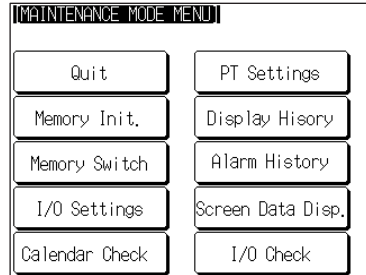 [MAINTENANCE MODE MENU]
Quit
PT Settings
Memory Init.
Display Hisory
Memory Switch
Alarm History
I/O Settings
Screen Data Disp.
Calendar Check
I/O Check